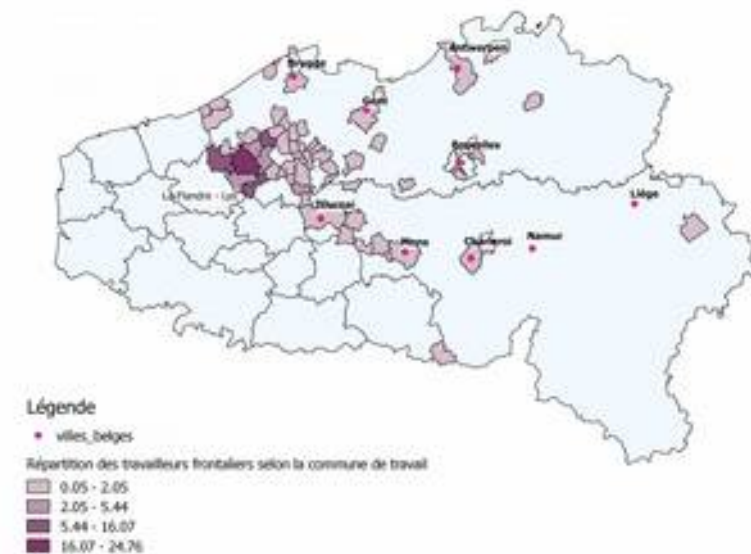 Antwerpen
Brugge
Gent
Bruxelles
La Flandre - Lys
Liège
Tournai
Mons
Charleroi
Namur
Légende
villes_belges
Répartition des travailleurs frontaliers selon la commune de travail
0.05 - 2.05
2.05 - 5.44
5.44 - 16.07
16.07 - 24.76